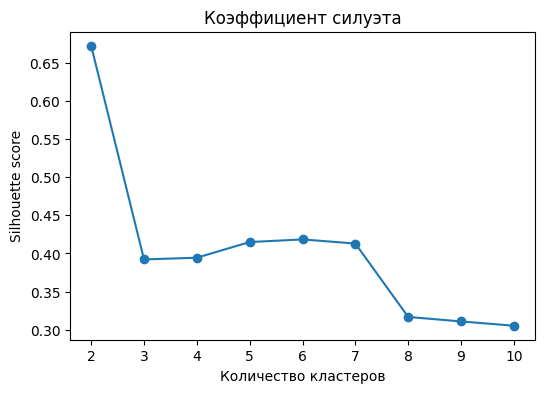 Коэффициент силуэта
Silhouette score
0.65
0.60
0.55
0.50
0.45
0.40
0.35
0.30
2 3 4 5 6 7 8 9 10
Количество кластеров